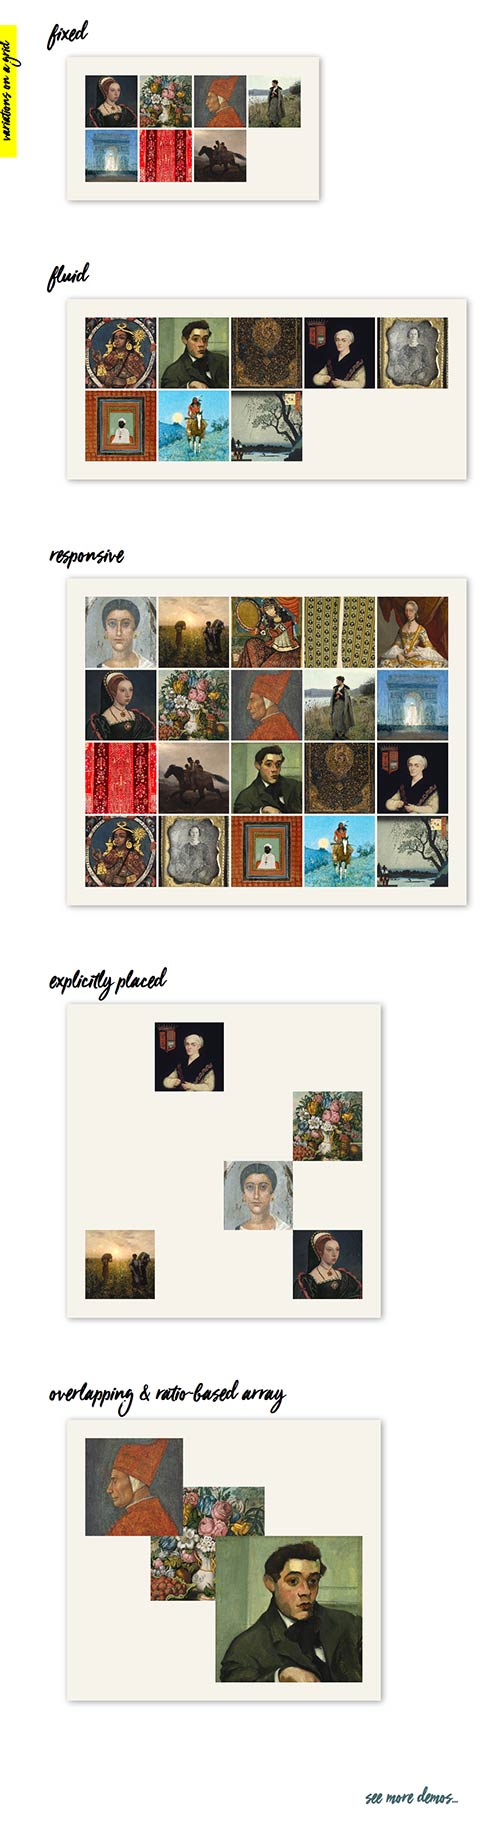 variations on a grid
fixed
fluid
responsive
explicitly placed
overlapping & ratio-based array
see more demos...